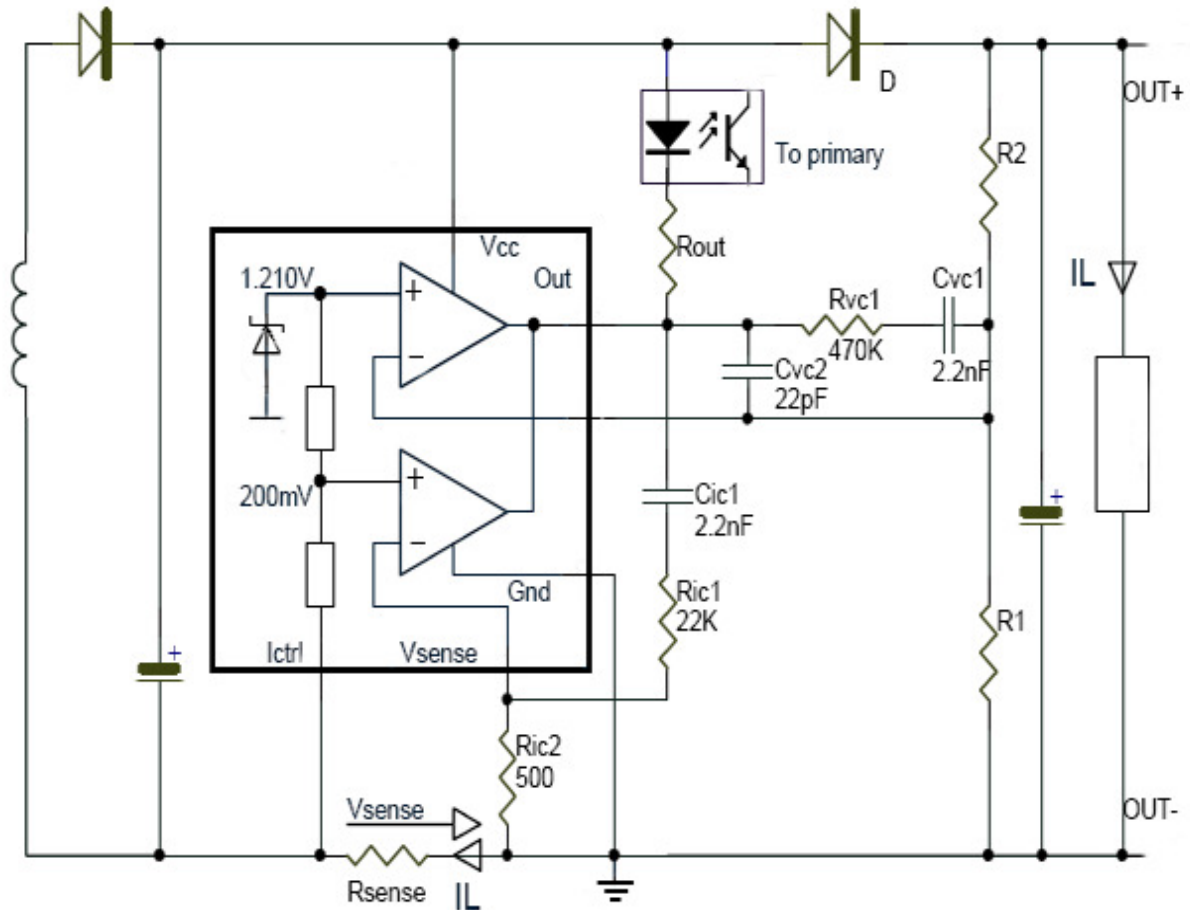 D
OUT+
To primary
R2
Vcc
Rout
1.210V
Out
Cvc1
IL
Rvc1
+
470K
2.2nF
−
Cvc2
22pF
200mV
+
Cic1
2.2nF
+
−
Gnd
Ric1
22K
R1
Ictrl
Vsense
+
Ric2
500
Vsense
OUT-
Rsense
IL